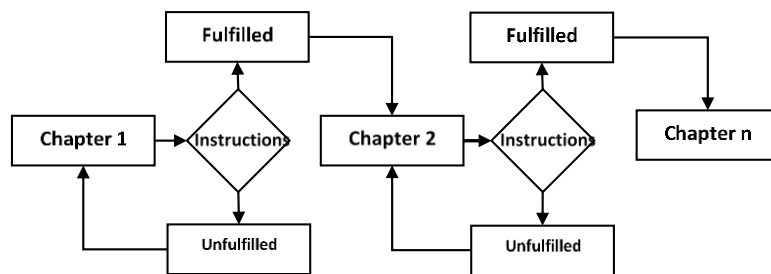 Fulfilled
Fulfilled
Chapter 1
Instructions
Chapter 2
Instructions
Chapter n
Unfulfilled
Unfulfilled